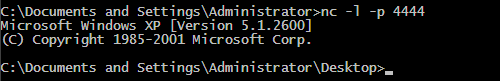 C:\Documents and Settings\Administrator>nc -l -p 4444
Microsoft Windows XP [Version 5.1.2600]
(C) Copyright 1985-2001 Microsoft Corp.
C:\Documents and Settings\Administrator\Desktop>_